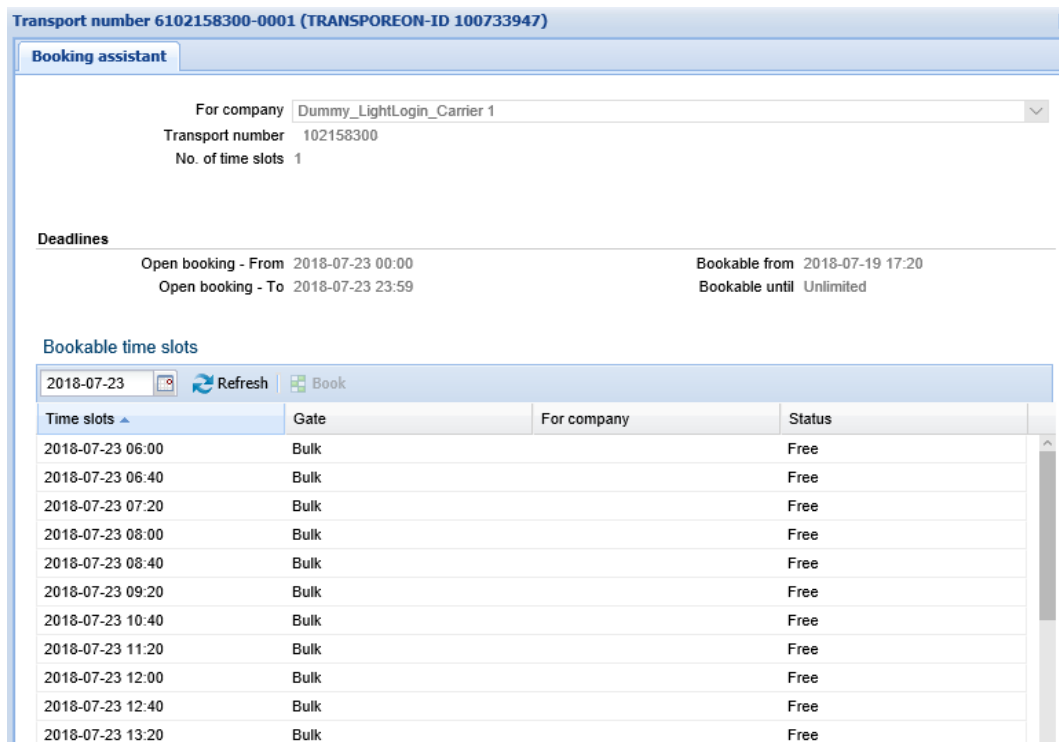 Transport number 6102158300-0001 (TRANSPOREON-ID 100733947)
Booking assistant
For company Dummy_LightLogin_Carrier 1
Transport number 102158300
No. of time slots 1
Deadlines
Open booking - From 2018-07-23 00:00 Bookable from 2018-07-19 17:20
Open booking - To 2018-07-23 23:59 Bookable until Unlimited
Bookable time slots
2018-07-23 Refresh Book
Time slots Gate For company Status
2018-07-23 06:00 Bulk Free
2018-07-23 06:40 Bulk Free
2018-07-23 07:20 Bulk Free
2018-07-23 08:00 Bulk Free
2018-07-23 08:40 Bulk Free
2018-07-23 09:20 Bulk Free
2018-07-23 10:40 Bulk Free
2018-07-23 11:20 Bulk Free
2018-07-23 12:00 Bulk Free
2018-07-23 12:40 Bulk Free
2018-07-23 13:20 Bulk Free